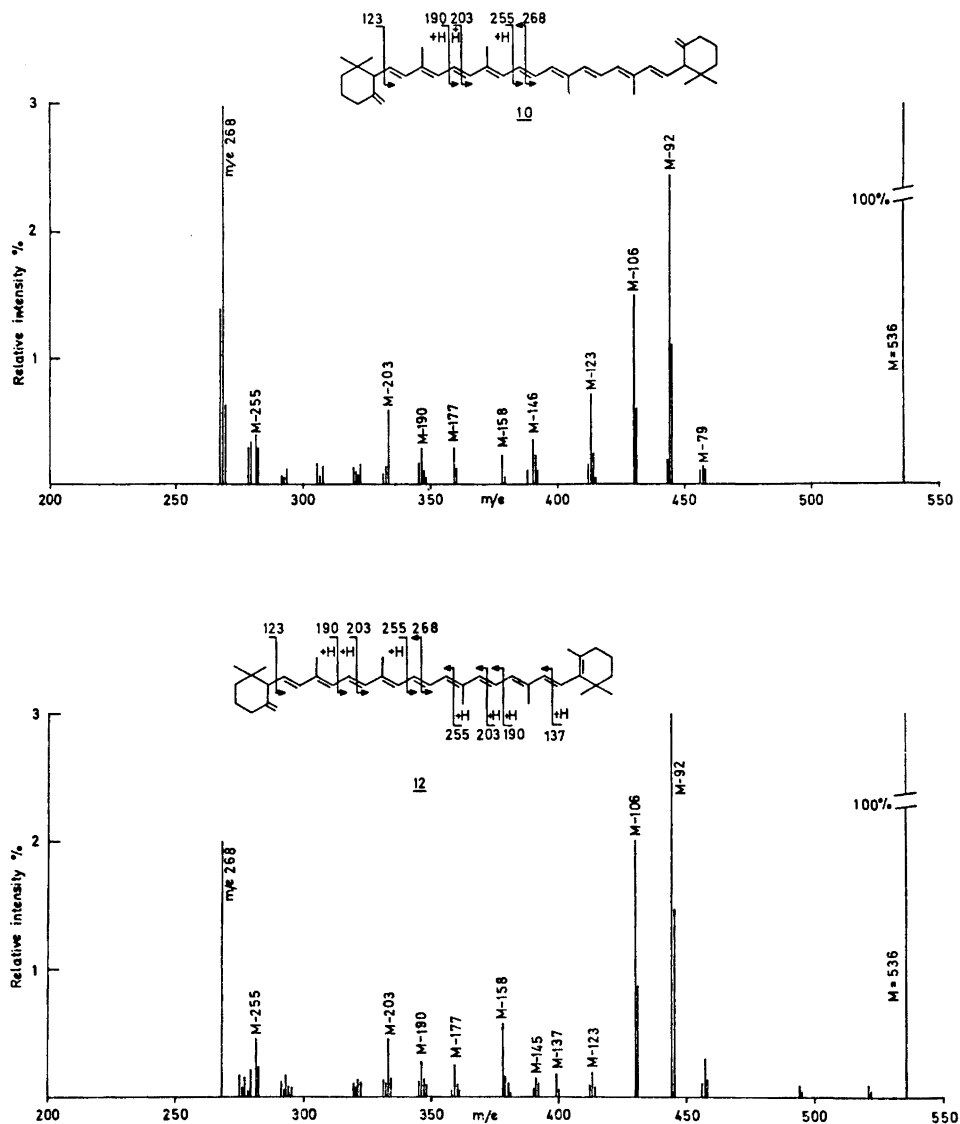 123 190 203 255 268
+H +H +H
10
3
2
1
Relative intensity %
m/e 268
M-255
M-203
M-190
M-177
M-158
M-146
M-123
M-106
M-92
M-79
100%
M=536
200 250 300 350 m/e 400 450 500 550
123 190 203 255 268
+H +H +H
+H +H +H +H
255 203 190 137
12
3
2
1
Relative intensity %
m/e 268
M-255
M-203
M-190
M-177
M-158
M-145
M-137
M-123
M-106
M-92
100%
M=536
200 250 300 350 m/e 400 450 500 550